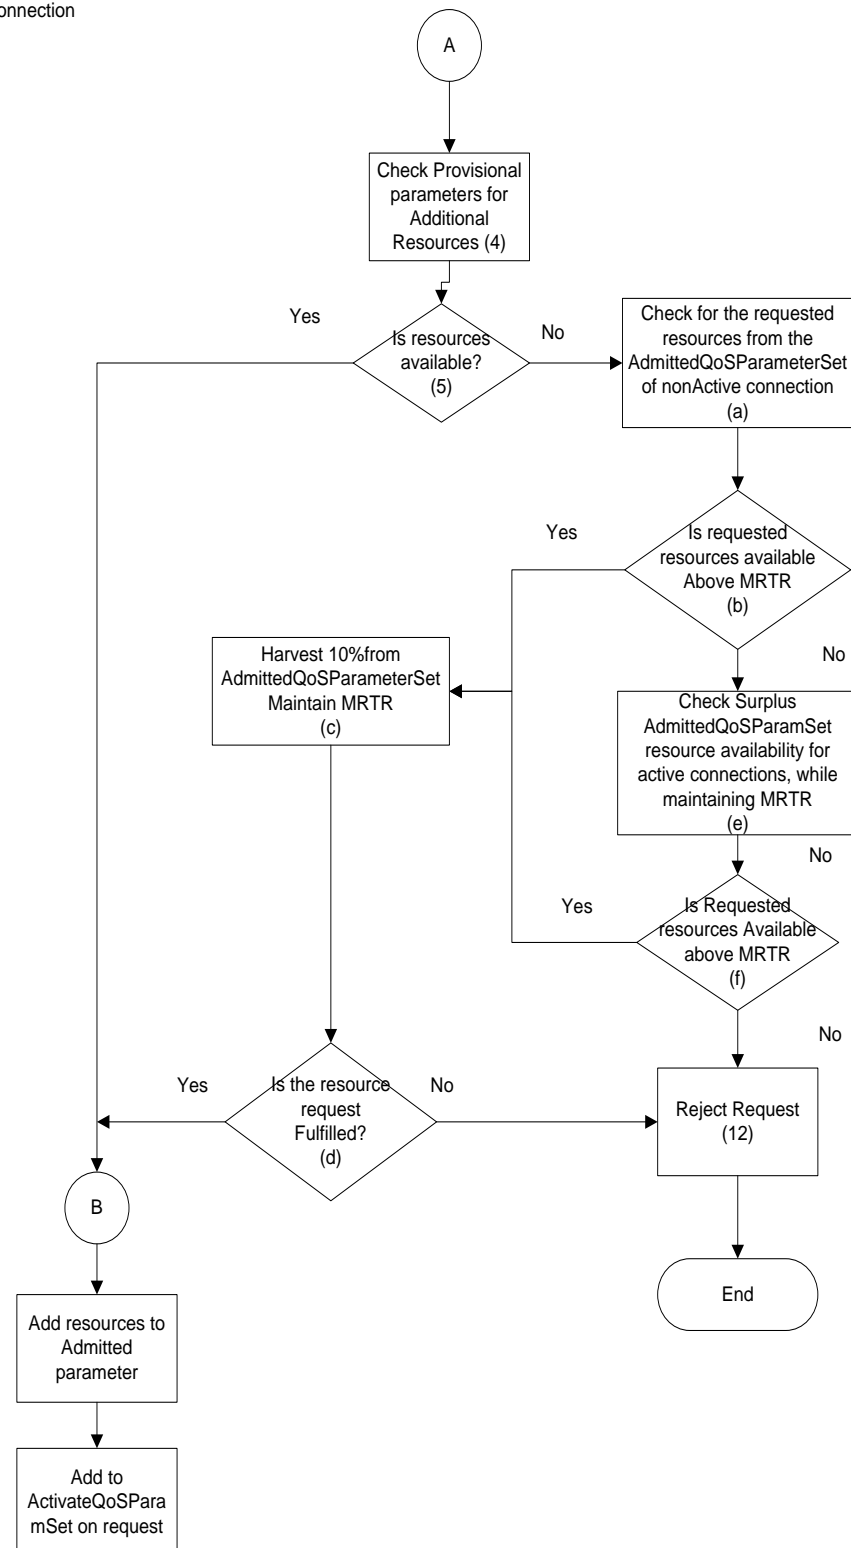 onnection
A
Check Provisional
parameters for
Additional
Resources (4)
Yes
Is resources
available?
(5)
No
Check for the requested
resources from the
AdmittedQoSParameterSet
of nonActive connection
(a)
Yes
Is requested
resources available
Above MRTR
(b)
No
Harvest 10%from
AdmittedQoSParameterSet
Maintain MRTR
(c)
Check Surplus
AdmittedQoSParamSet
resource availability for
active connections, while
maintaining MRTR
(e)
No
Yes
Is Requested
resources Available
above MRTR
(f)
No
Yes
Is the resource
request
Fulfilled?
(d)
No
Reject Request
(12)
B
End
Add resources to
Admitted
parameter
Add to
ActivateQoSPara
mSet on request